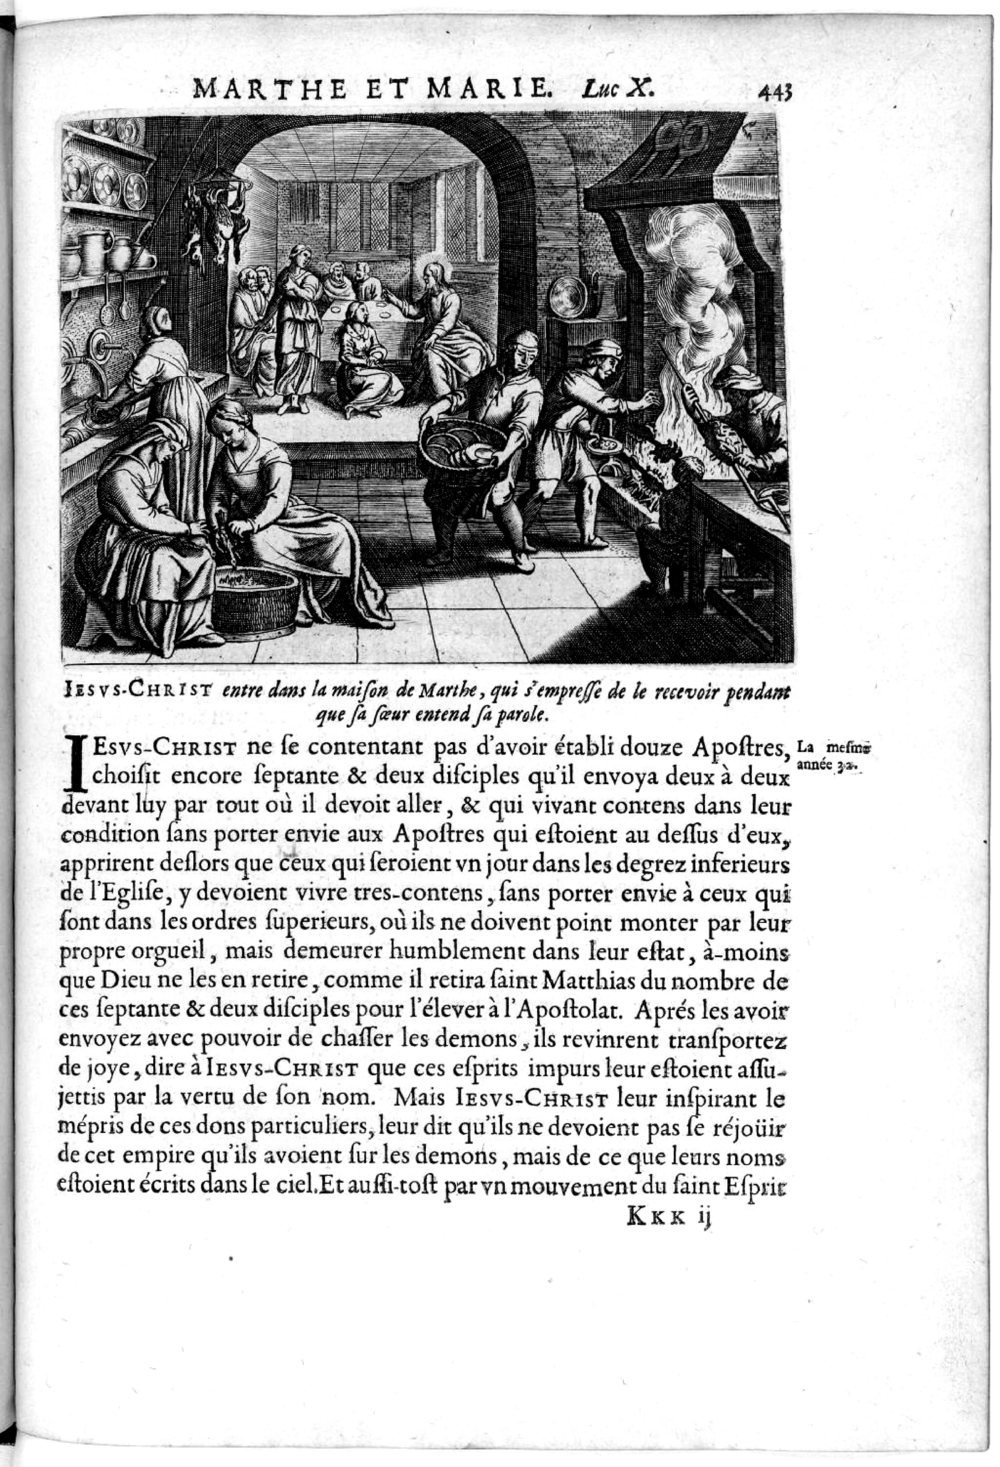 MARTHE ET MARIE. Luc X. 443
IESVS-CHRIST entre dans la maiſon de Marthe, qui s'empreſſe de le recevoir pendant
que ſa ſœur entend ſa parole.
IESVS-CHRIST ne ſe contentant pas d'avoir établi douze Apoſtres,
choiſit encore ſeptante & deux diſciples qu'il envoya deux à deux
devant luy par tout où il devoit aller, & qui vivant contens dans leur
condition ſans porter envie aux Apoſtres qui eſtoient au deſſus d'eux,
apprirent deſlors que ceux qui ſeroient vn jour dans les degrez inferieurs
de l'Egliſe, y devoient vivre tres-contens, ſans porter envie à ceux qui
ſont dans les ordres ſuperieurs, où ils ne doivent point monter par leur
propre orgueil, mais demeurer humblement dans leur eſtat, à-moins
que Dieu ne les en retire, comme il retira ſaint Matthias du nombre de
ces ſeptante & deux diſciples pour l'élever à l'Apoſtolat. Aprés les avoir
envoyez avec pouvoir de chaſſer les demons, ils revinrent tranſportez
de joye, dire à IESVS-CHRIST que ces eſprits impurs leur eſtoient aſſu-
jettis par la vertu de ſon nom. Mais IESVS-CHRIST leur inſpirant le
mépris de ces dons particuliers, leur dit qu'ils ne devoient pas ſe réjoüir
de cet empire qu'ils avoient ſur les demons, mais de ce que leurs noms
eſtoient écrits dans le ciel. Et auſſi-toſt par vn mouvement du ſaint Eſprit
La meſme
année 32.
KKK ij